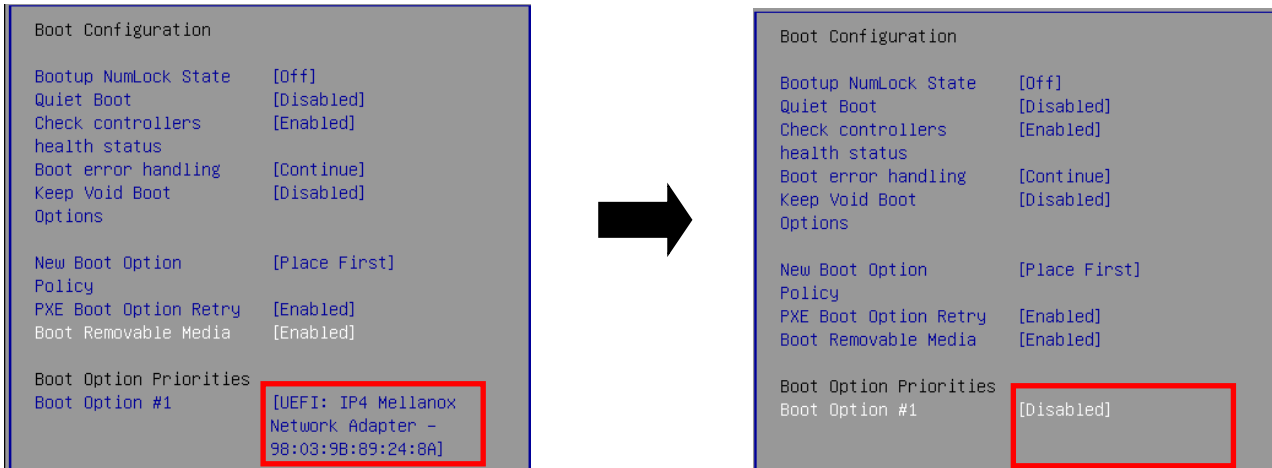 Boot Configuration
Bootup NumLock State [Off]
Quiet Boot [Disabled]
Check controllers [Enabled]
health status
Boot error handling [Continue]
Keep Void Boot [Disabled]
Options
New Boot Option [Place First]
Policy
PXE Boot Option Retry [Enabled]
Boot Removable Media [Enabled]
Boot Option Priorities
Boot Option #1 [UEFI: IP4 Mellanox
Network Adapter -
98:03:9B:89:24:8A]
Boot Configuration
Bootup NumLock State [Off]
Quiet Boot [Disabled]
Check controllers [Enabled]
health status
Boot error handling [Continue]
Keep Void Boot [Disabled]
Options
New Boot Option [Place First]
Policy
PXE Boot Option Retry [Enabled]
Boot Removable Media [Enabled]
Boot Option Priorities
Boot Option #1 [Disabled]